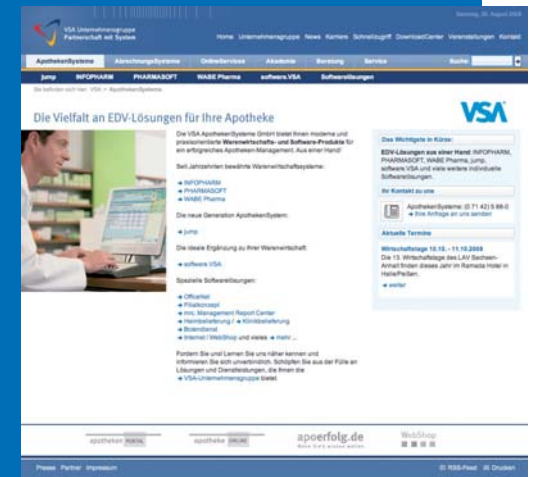 Samstag, 30. August 2008
VSA Unternehmensgruppe
Partnerschaft mit System
Home Unternehmensgruppe News Karriere Schnellzugriff DownloadCenter Veranstaltungen Kontakt
ApothekenSysteme AbrechnungsSysteme OnlineServices Akademie Beratung Service Suche
jump INFOPHARM PHARMASOFT WABE Pharma software.VSA Softwarelösungen
Sie befinden sich hier: VSA > ApothekenSysteme
VSA
Die Vielfalt an EDV-Lösungen für Ihre Apotheke
Die VSA ApothekenSysteme GmbH bietet Ihnen moderne und
praxisorientierte Warenwirtschafts- und Software-Produkte für
ein erfolgreiches Apotheken-Management. Aus einer Hand!
Seit Jahrzehnten bewährte Warenwirtschaftsysteme:
INFOPHARM
PHARMASOFT
WABE Pharma
Die neue Generation ApothekenSystem:
jump
Die ideale Ergänzung zu Ihrer Warenwirtschaft:
software.VSA
Spezielle Softwarelösungen:
OfficeNet
Filialkonzept
mrc. Management Report Center
Heimbelieferung / Klinikbelieferung
Botendienst
Internet / WebShop und vieles mehr ...
Fordern Sie und Lernen Sie uns näher kennen und
informieren Sie sich unverbindlich. Schöpfen Sie aus der Fülle an
Lösungen und Dienstleistungen, die Ihnen die
VSA-Unternehmensgruppe bietet.
Das Wichtigste in Kürze:
EDV-Lösungen aus einer Hand: INFOPHARM,
PHARMASOFT, WABE Pharma, jump,
software.VSA und viele weitere individuelle
Softwarelösungen.
Ihr Kontakt zu uns
ApothekenSysteme: (0 71 42) 5 88-0
Ihre Anfrage an uns senden
Aktuelle Termine
Wirtschaftstage 10.10. - 11.10.2008
Die 13. Wirtschaftstage des LAV Sachsen-
Anhalt finden dieses Jahr im Ramada Hotel in
Halle/Peißen.
weiter
apotheken PORTAL apotheke ONLINE apoerfolg.de WebShop
Presse Partner Impressum RSS-Feed Drucken